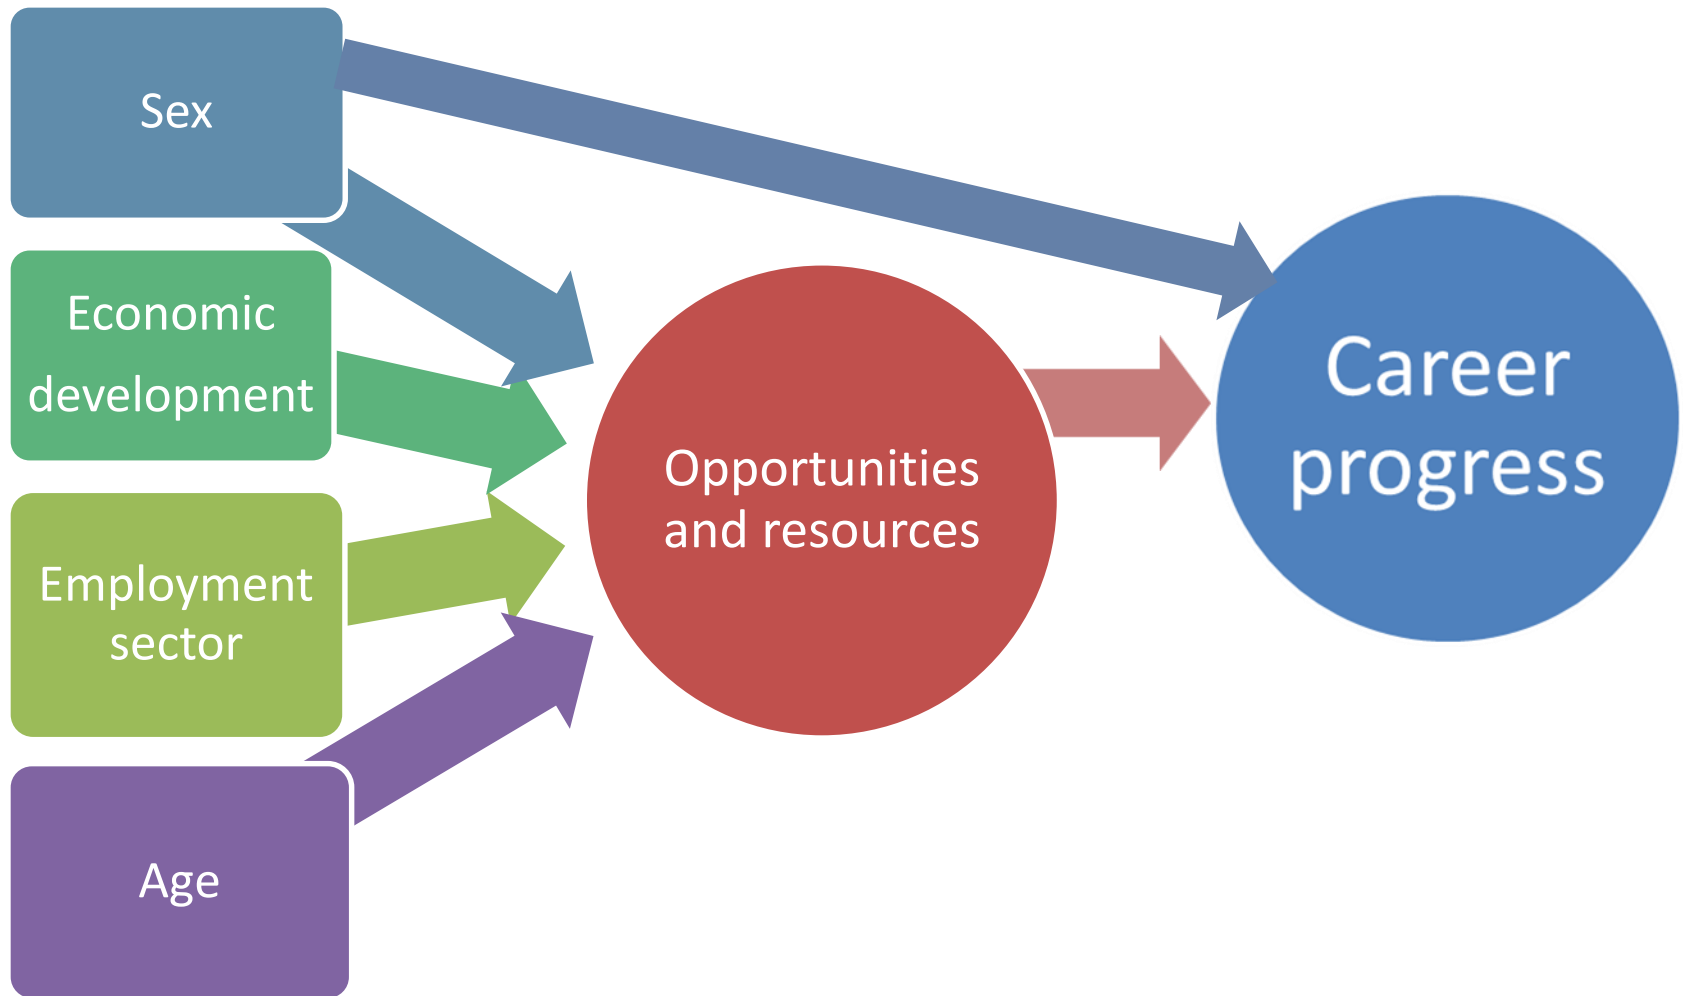 Sex
Economic
development
Employment
sector
Age
Opportunities
and resources
Career
progress